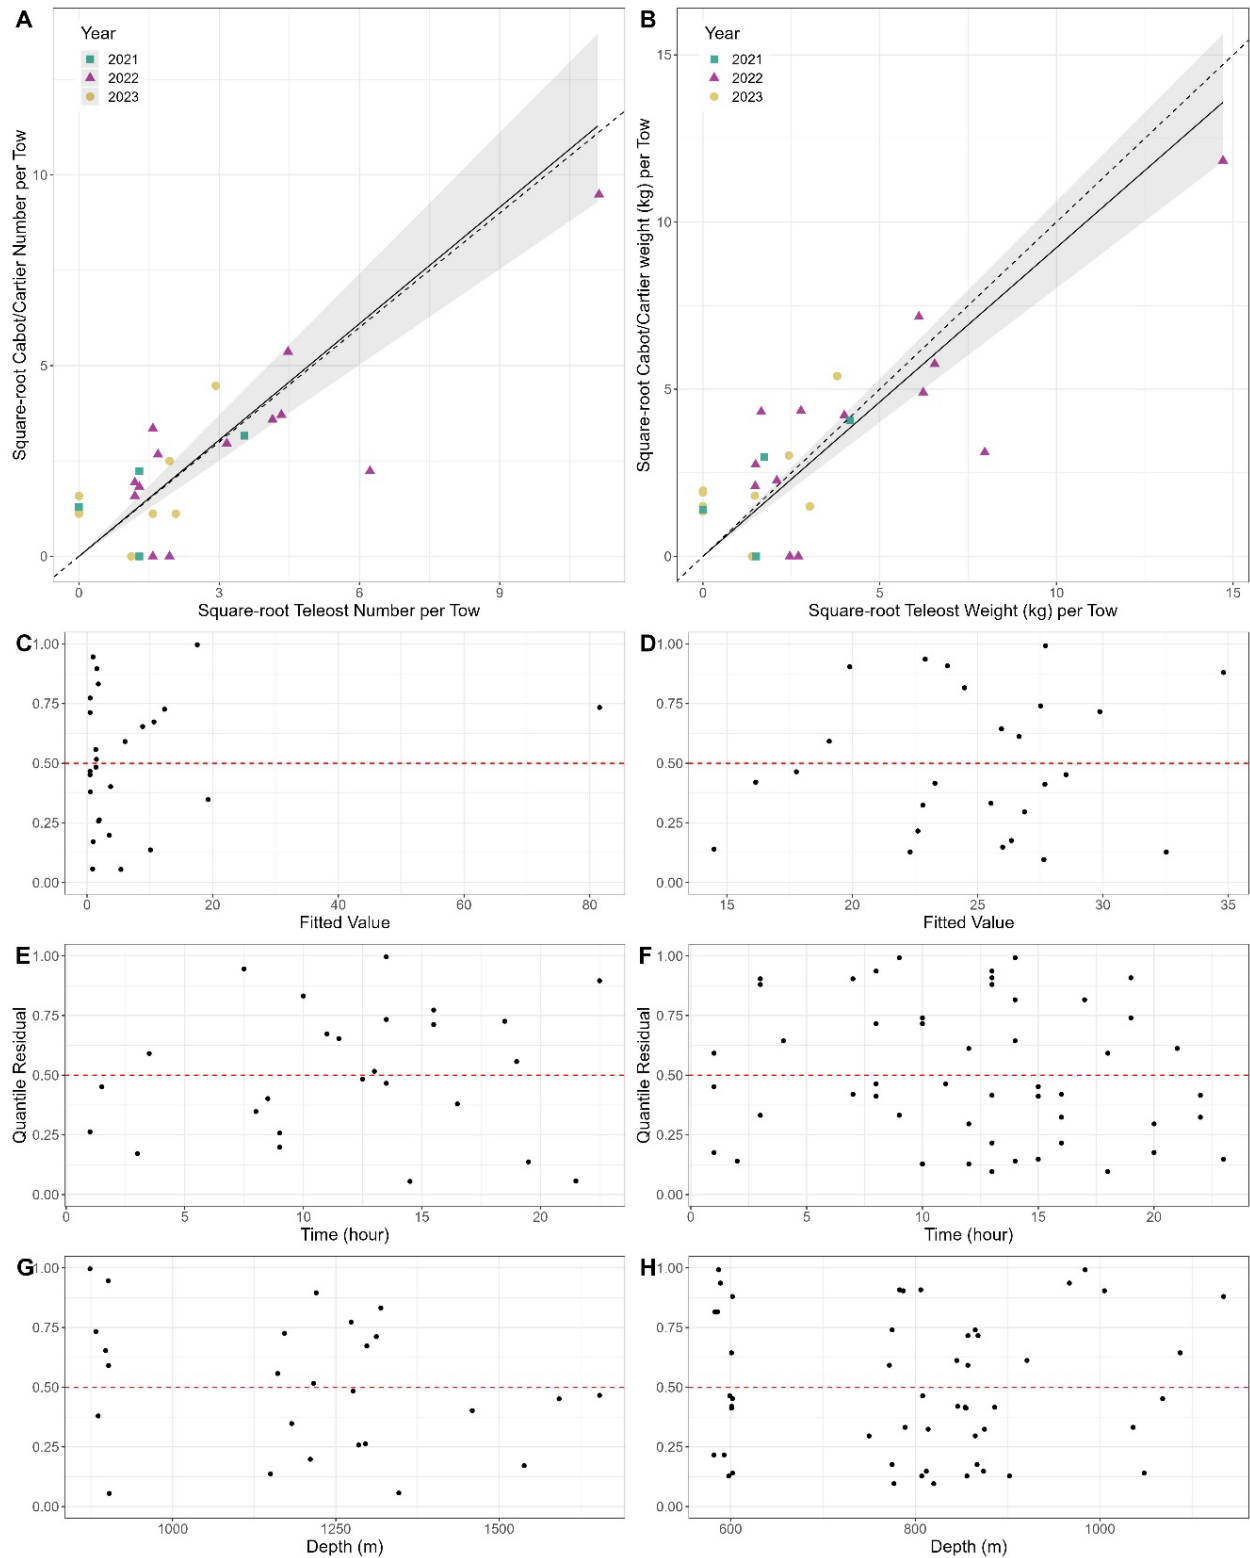 A
Year
2021
2022
2023
Square-root Cabot/Cartier Number per Tow
10
5
0
0 3 6 9
Square-root Teleost Number per Tow
B
Year
2021
2022
2023
Square-root Cabot/Cartier weight (kg) per Tow
15
10
5
0
0 5 10 15
Square-root Teleost Weight (kg) per Tow
C
1.00
0.75
0.50
0.25
0.00
0 20 40 60 80
Fitted Value
D
1.00
0.75
0.50
0.25
0.00
15 20 25 30 35
Fitted Value
E
Quantile Residual
1.00
0.75
0.50
0.25
0.00
0 5 10 15 20
Time (hour)
F
Quantile Residual
1.00
0.75
0.50
0.25
0.00
0 5 10 15 20
Time (hour)
G
1.00
0.75
0.50
0.25
0.00
1000 1250 1500
Depth (m)
H
1.00
0.75
0.50
0.25
0.00
600 800 1000
Depth (m)